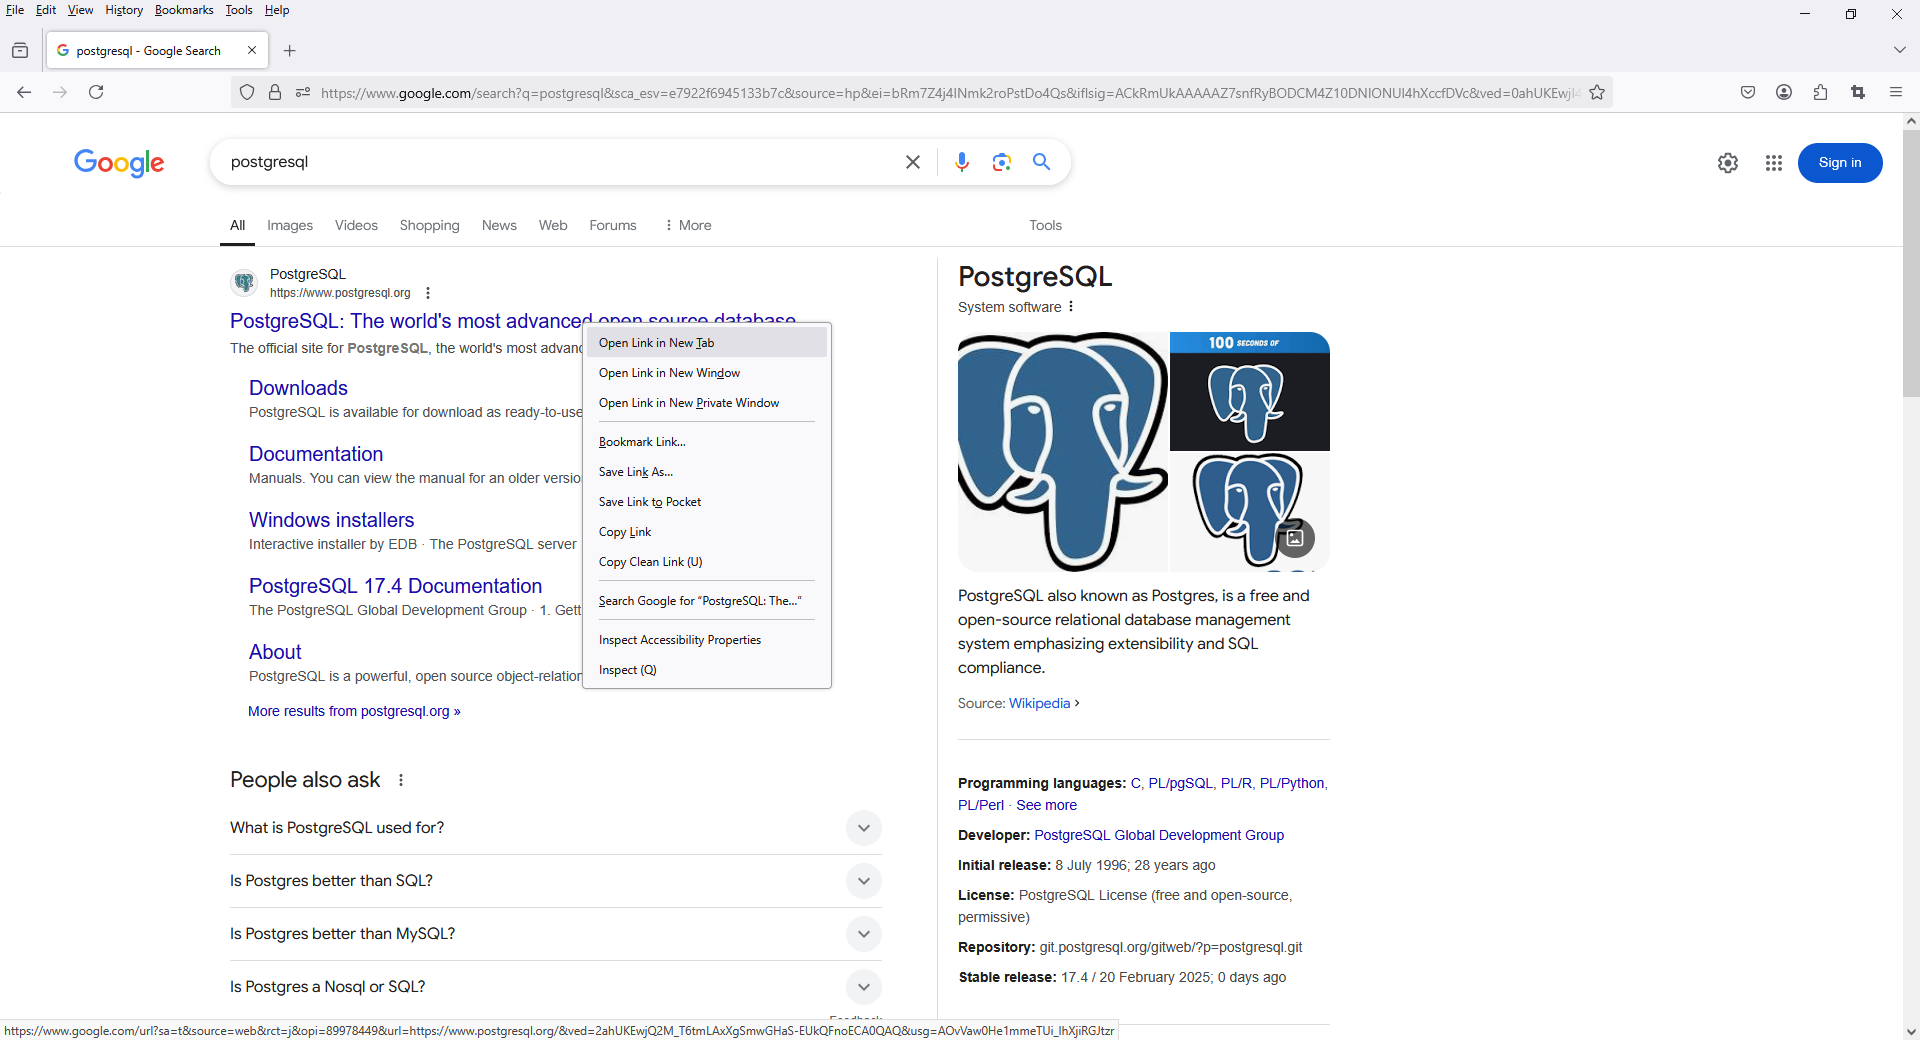 File Edit View History Bookmarks Tools Help
postgresql - Google Search
https://www.google.com/search?q=postgresql&sca_esv=e7922f6945133b7c&source=hp&ei=bRm7Z4j4INmk2roPstDo4Qs&iflsig=ACkRmUkAAAAAZ7snfRyBODCM4Z10DNIONUI4hXccfDVc&ved=0ahUKEwjI4
Google
postgresql
Sign in
All Images Videos Shopping News Web Forums More Tools
PostgreSQL
https://www.postgresql.org
PostgreSQL: The world's most advanced open source database
The official site for PostgreSQL, the world's most advanc
Downloads
PostgreSQL is available for download as ready-to-use
Documentation
Manuals. You can view the manual for an older versio
Windows installers
Interactive installer by EDB · The PostgreSQL server
PostgreSQL 17.4 Documentation
The PostgreSQL Global Development Group · 1. Gett
About
PostgreSQL is a powerful, open source object-relation
More results from postgresql.org »
Open Link in New Tab
Open Link in New Window
Open Link in New Private Window
Bookmark Link...
Save Link As...
Save Link to Pocket
Copy Link
Copy Clean Link (U)
Search Google for “PostgreSQL: The...”
Inspect Accessibility Properties
Inspect (Q)
People also ask
What is PostgreSQL used for?
Is Postgres better than SQL?
Is Postgres better than MySQL?
Is Postgres a Nosql or SQL?
Feedback
PostgreSQL
System software
100 SECONDS OF
PostgreSQL also known as Postgres, is a free and
open-source relational database management
system emphasizing extensibility and SQL
compliance.
Source: Wikipedia
Programming languages: C, PL/pgSQL, PL/R, PL/Python,
PL/Perl · See more
Developer: PostgreSQL Global Development Group
Initial release: 8 July 1996; 28 years ago
License: PostgreSQL License (free and open-source,
permissive)
Repository: git.postgresql.org/gitweb/?p=postgresql.git
Stable release: 17.4 / 20 February 2025; 0 days ago
https://www.google.com/url?sa=t&source=web&rct=j&opi=89978449&url=https://www.postgresql.org/&ved=2ahUKEwjQ2M_T6tmLAxXgSmwGHaS-EUkQFnoECA0QAQ&usg=AOvVaw0He1mmeTUi_lhXjiRGJtzr